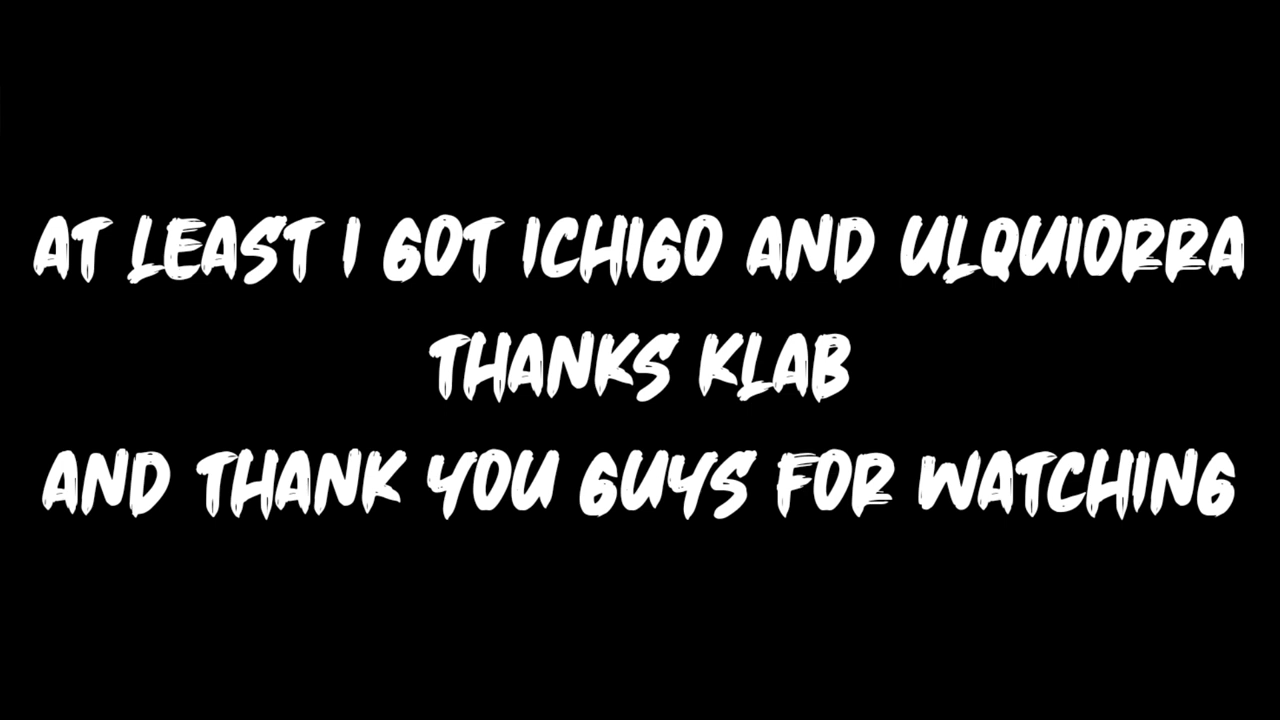 AT LEAST I GOT ICHIGO AND ULQUIORRA
THANKS KLAB
AND THANK YOU GUYS FOR WATCHING